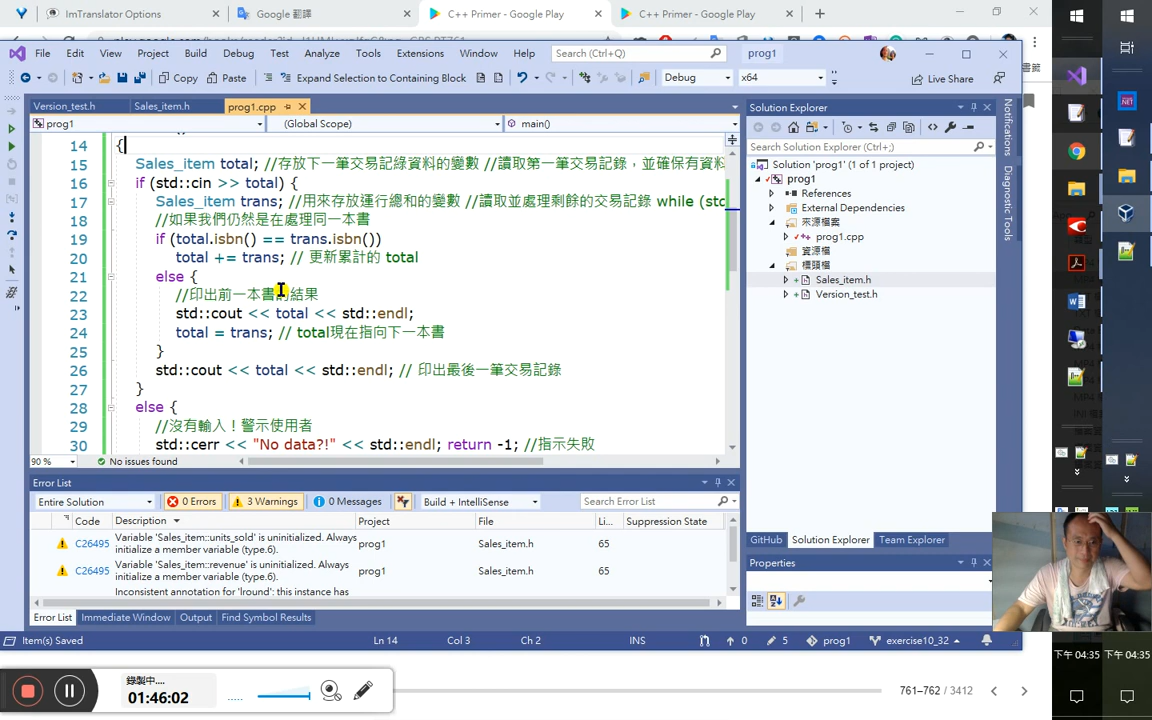 ImTranslator Options
Google 翻譯
C++ Primer - Google Play
C++ Primer - Google Play
File Edit View Project Build Debug Test Analyze Tools Extensions Window Help Search (Ctrl+Q) prog1
Copy Paste Expand Selection to Containing Block Debug x64 Live Share
Version_test.h Sales_item.h prog1.cpp
prog1 (Global Scope) main()
14 {
15 Sales_item total; //存放下一筆交易記錄資料的變數 //讀取第一筆交易記錄，並確保有資料
16 if (std::cin >> total) {
17 Sales_item trans; //用來存放運行總和的變數 //讀取並處理剩餘的交易記錄 while (std
18 //如果我們仍然是在處理同一本書
19 if (total.isbn() == trans.isbn())
20 total += trans; // 更新累計的 total
21 else {
22 //印出前一本書的結果
23 std::cout << total << std::endl;
24 total = trans; // total現在指向下一本書
25 }
26 std::cout << total << std::endl; // 印出最後一筆交易記錄
27 }
28 else {
29 //沒有輸入！警示使用者
30 std::cerr << "No data?!" << std::endl; return -1; //指示失敗
90 % No issues found
Solution Explorer
Search Solution Explorer (Ctrl+;)
Solution 'prog1' (1 of 1 project)
prog1
References
External Dependencies
來源檔案
prog1.cpp
資源檔
標頭檔
Sales_item.h
Version_test.h
Notifications
Diagnostic Tools
GitHub Solution Explorer Team Explorer
Properties
Error List
Entire Solution 0 Errors 3 Warnings 0 Messages Build + IntelliSense Search Error List
Code Description Project File Li... Suppression State
C26495 Variable 'Sales_item::units_sold' is uninitialized. Always initialize a member variable (type.6). prog1 Sales_item.h 65
C26495 Variable 'Sales_item::revenue' is uninitialized. Always initialize a member variable (type.6). prog1 Sales_item.h 65
Inconsistent annotation for 'lround': this instance has
Error List Immediate Window Output Find Symbol Results
Item(s) Saved Ln 14 Col 3 Ch 2 INS 0 5 prog1 exercise10_32
錄製中....
01:46:02
761–762 / 3412
下午 04:35 下午 04:35